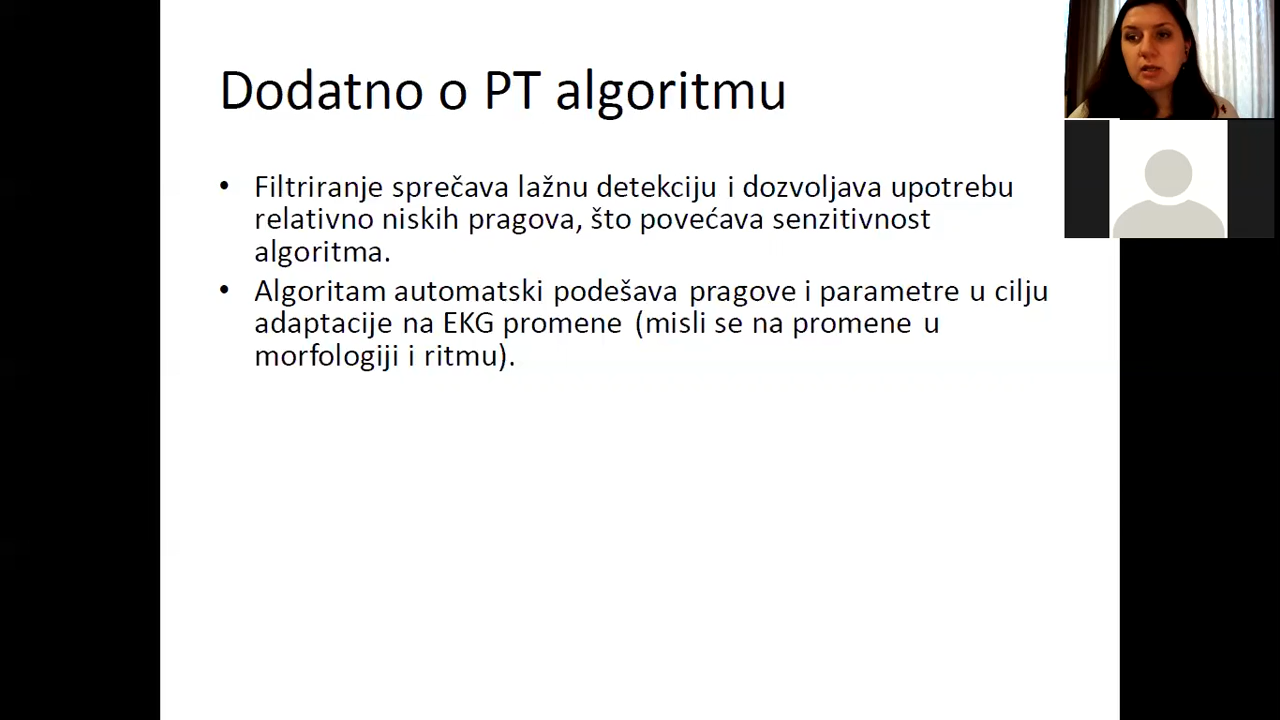 Dodatno o PT algoritmu
• Filtriranje sprečava lažnu detekciju i dozvoljava upotrebu
relativno niskih pragova, što povećava senzitivnost
algoritma.
• Algoritam automatski podešava pragove i parametre u cilju
adaptacije na EKG promene (misli se na promene u
morfologiji i ritmu).